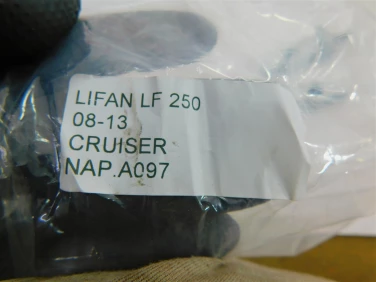 LIFAN LF 250
08-13
CRUISER
NAP.A097